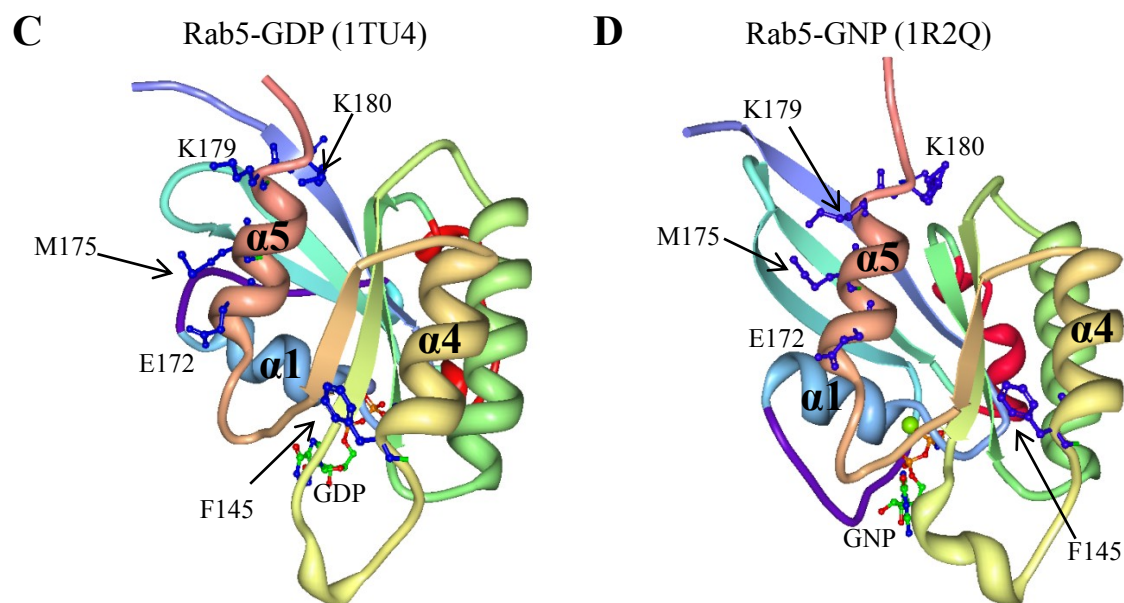 C Rab5-GDP (1TU4)
K180
K179
α5
M175
E172
α1
α4
F145
GDP
D Rab5-GNP (1R2Q)
K179
K180
M175
α5
E172
α4
α1
GNP
F145